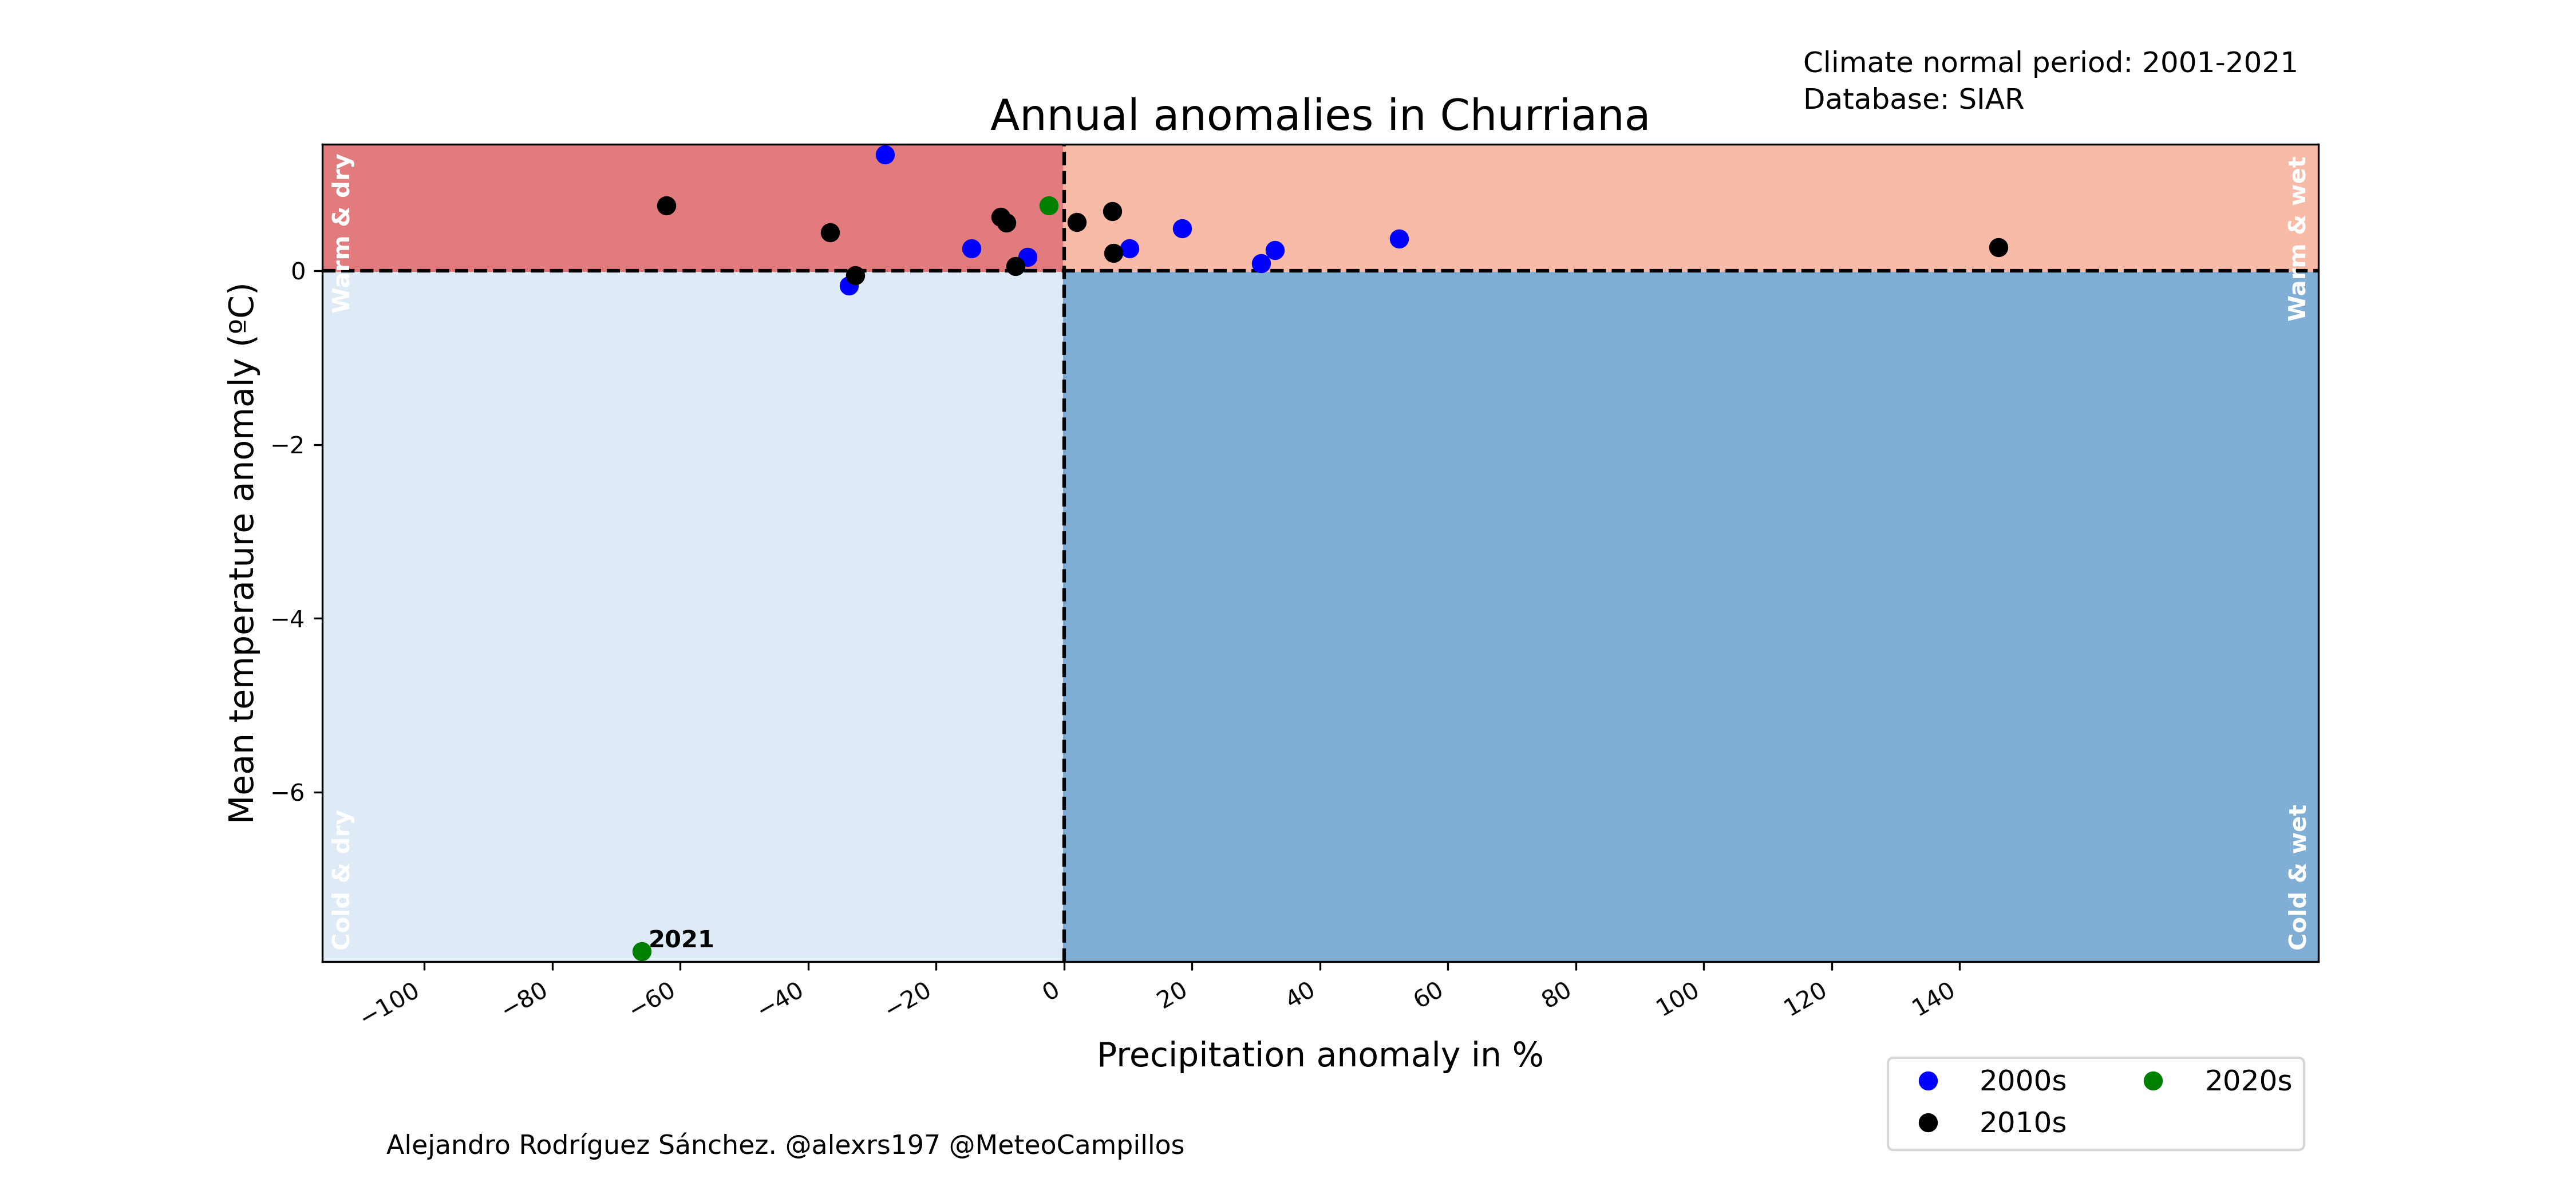 Climate normal period: 2001-2021
Database: SIAR
Annual anomalies in Churriana
Warm & dry
Warm & wet
Mean temperature anomaly (ºC)
0
−2
−4
−6
Cold & dry
Cold & wet
2021
−100
−80
−60
−40
−20
0
20
40
60
80
100
120
140
Precipitation anomaly in %
2000s
2010s
2020s
Alejandro Rodríguez Sánchez. @alexrs197 @MeteoCampillos